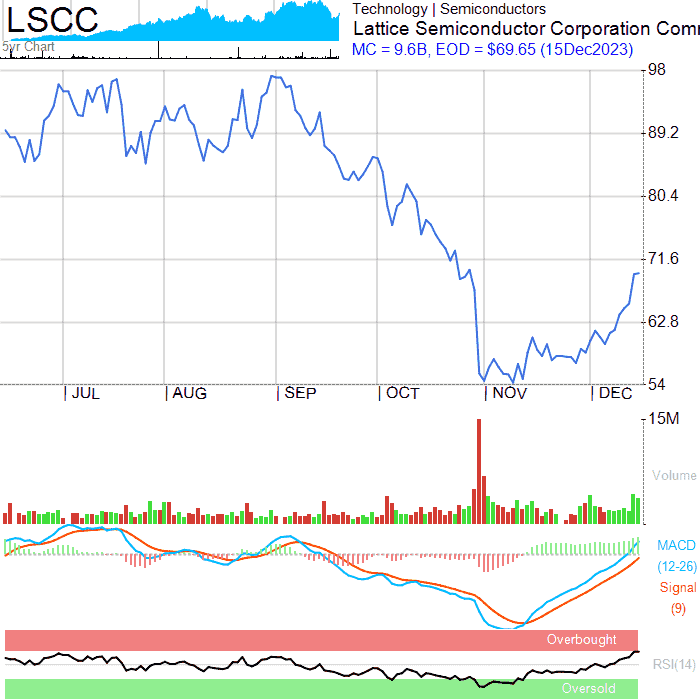 LSCC
5yr Chart
Technology | Semiconductors
Lattice Semiconductor Corporation Comm
MC = 9.6B, EOD = $69.65 (15Dec2023)
98
89.2
80.4
71.6
62.8
54
| JUL | AUG | SEP | OCT | NOV | DEC
15M
Volume
MACD
(12-26)
Signal
(9)
Overbought
RSI(14)
Oversold